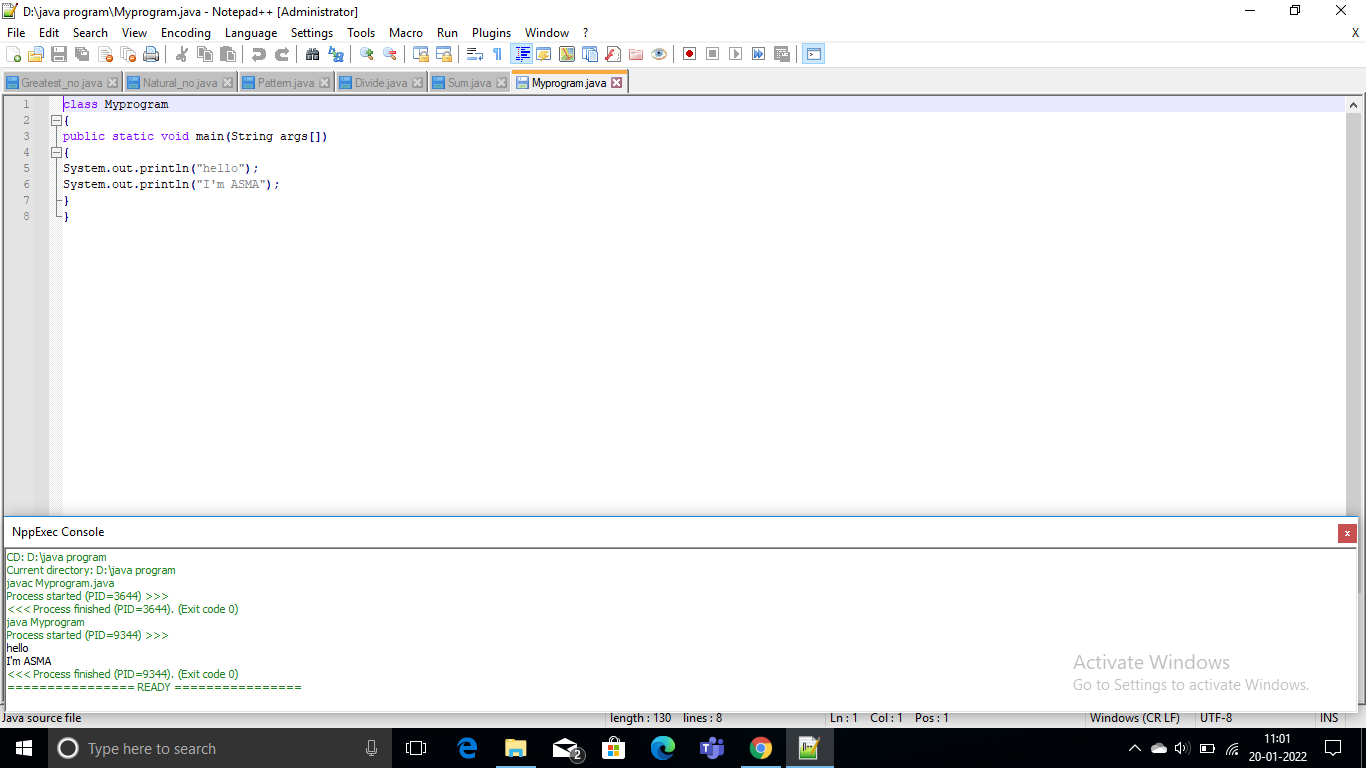 D:\java program\Myprogram.java - Notepad++ [Administrator]
File Edit Search View Encoding Language Settings Tools Macro Run Plugins Window ? X
Greatest_no.java Natural_no.java Pattern.java Divide.java Sum.java Myprogram.java
1 class Myprogram
2 {
3 public static void main(String args[])
4 {
5 System.out.println("hello");
6 System.out.println("I'm ASMA");
7 }
8 }
NppExec Console
CD: D:\java program
Current directory: D:\java program
javac Myprogram.java
Process started (PID=3644) >>>
<<< Process finished (PID=3644). (Exit code 0)
java Myprogram
Process started (PID=9344) >>>
hello
I'm ASMA
<<< Process finished (PID=9344). (Exit code 0)
================ READY ================
Activate Windows
Go to Settings to activate Windows.
Java source file length : 130 lines : 8 Ln : 1 Col : 1 Pos : 1 Windows (CR LF) UTF-8 INS
Type here to search 2 11:01
20-01-2022